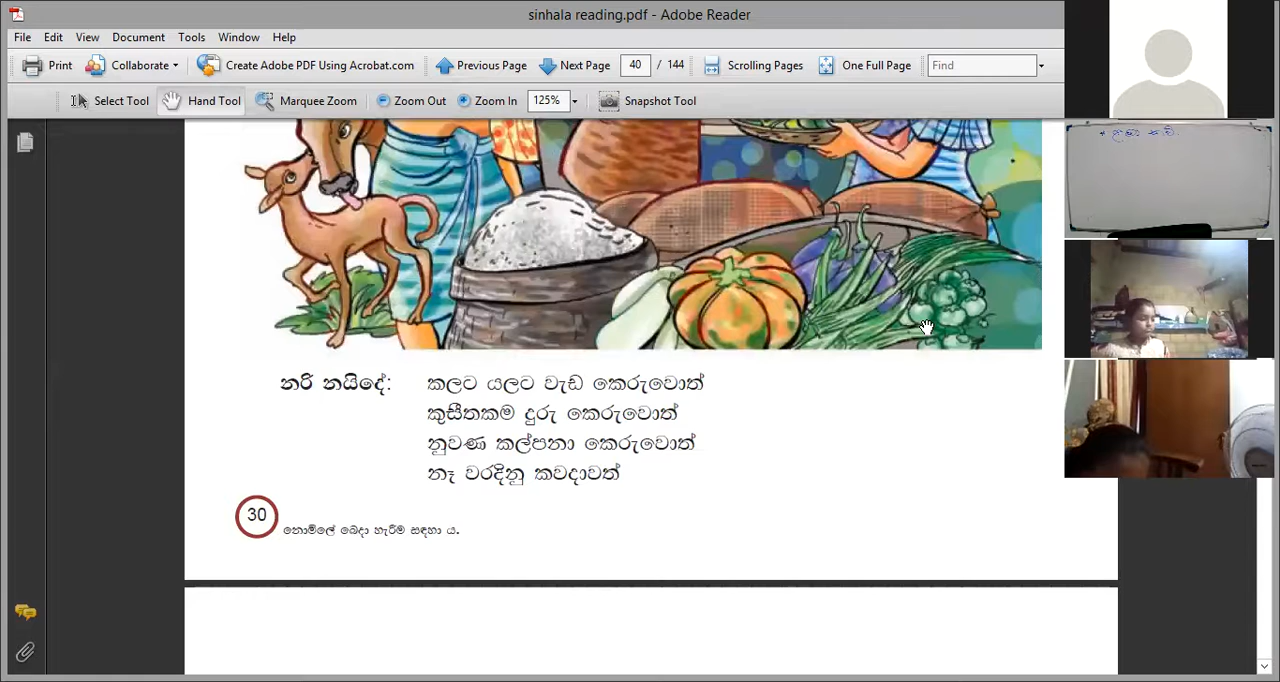 sinhala reading.pdf - Adobe Reader
File Edit View Document Tools Window Help
Print Collaborate Create Adobe PDF Using Acrobat.com Previous Page 40 / 144 Next Page Scrolling Pages One Full Page Find
Select Tool Hand Tool Marquee Zoom Zoom Out Zoom In 125% Snapshot Tool
නරි නයිදේ: කලට යලට වැඩ කෙරුවොත්
කුසීතකම දුරු කෙරුවොත්
නුවණ කල්පනා කෙරුවොත්
නෑ වරදිනු කවදාවත්
30
නොමිලේ බෙදා හැරීම සඳහා ය.